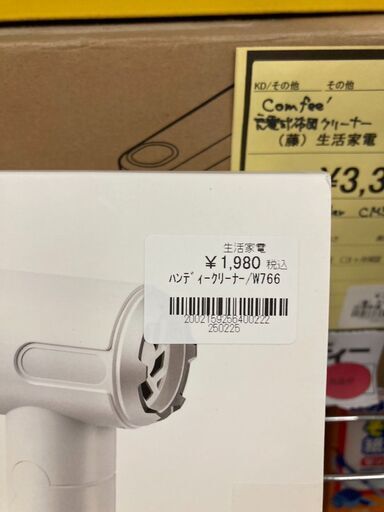 KD/その他 その他
Comfee'
充電式布団クリーナー
(藤) 生活家電
¥3,3
生活家電
¥1,980 税込
ハンディークリーナー/W766
2002159256400222
250225